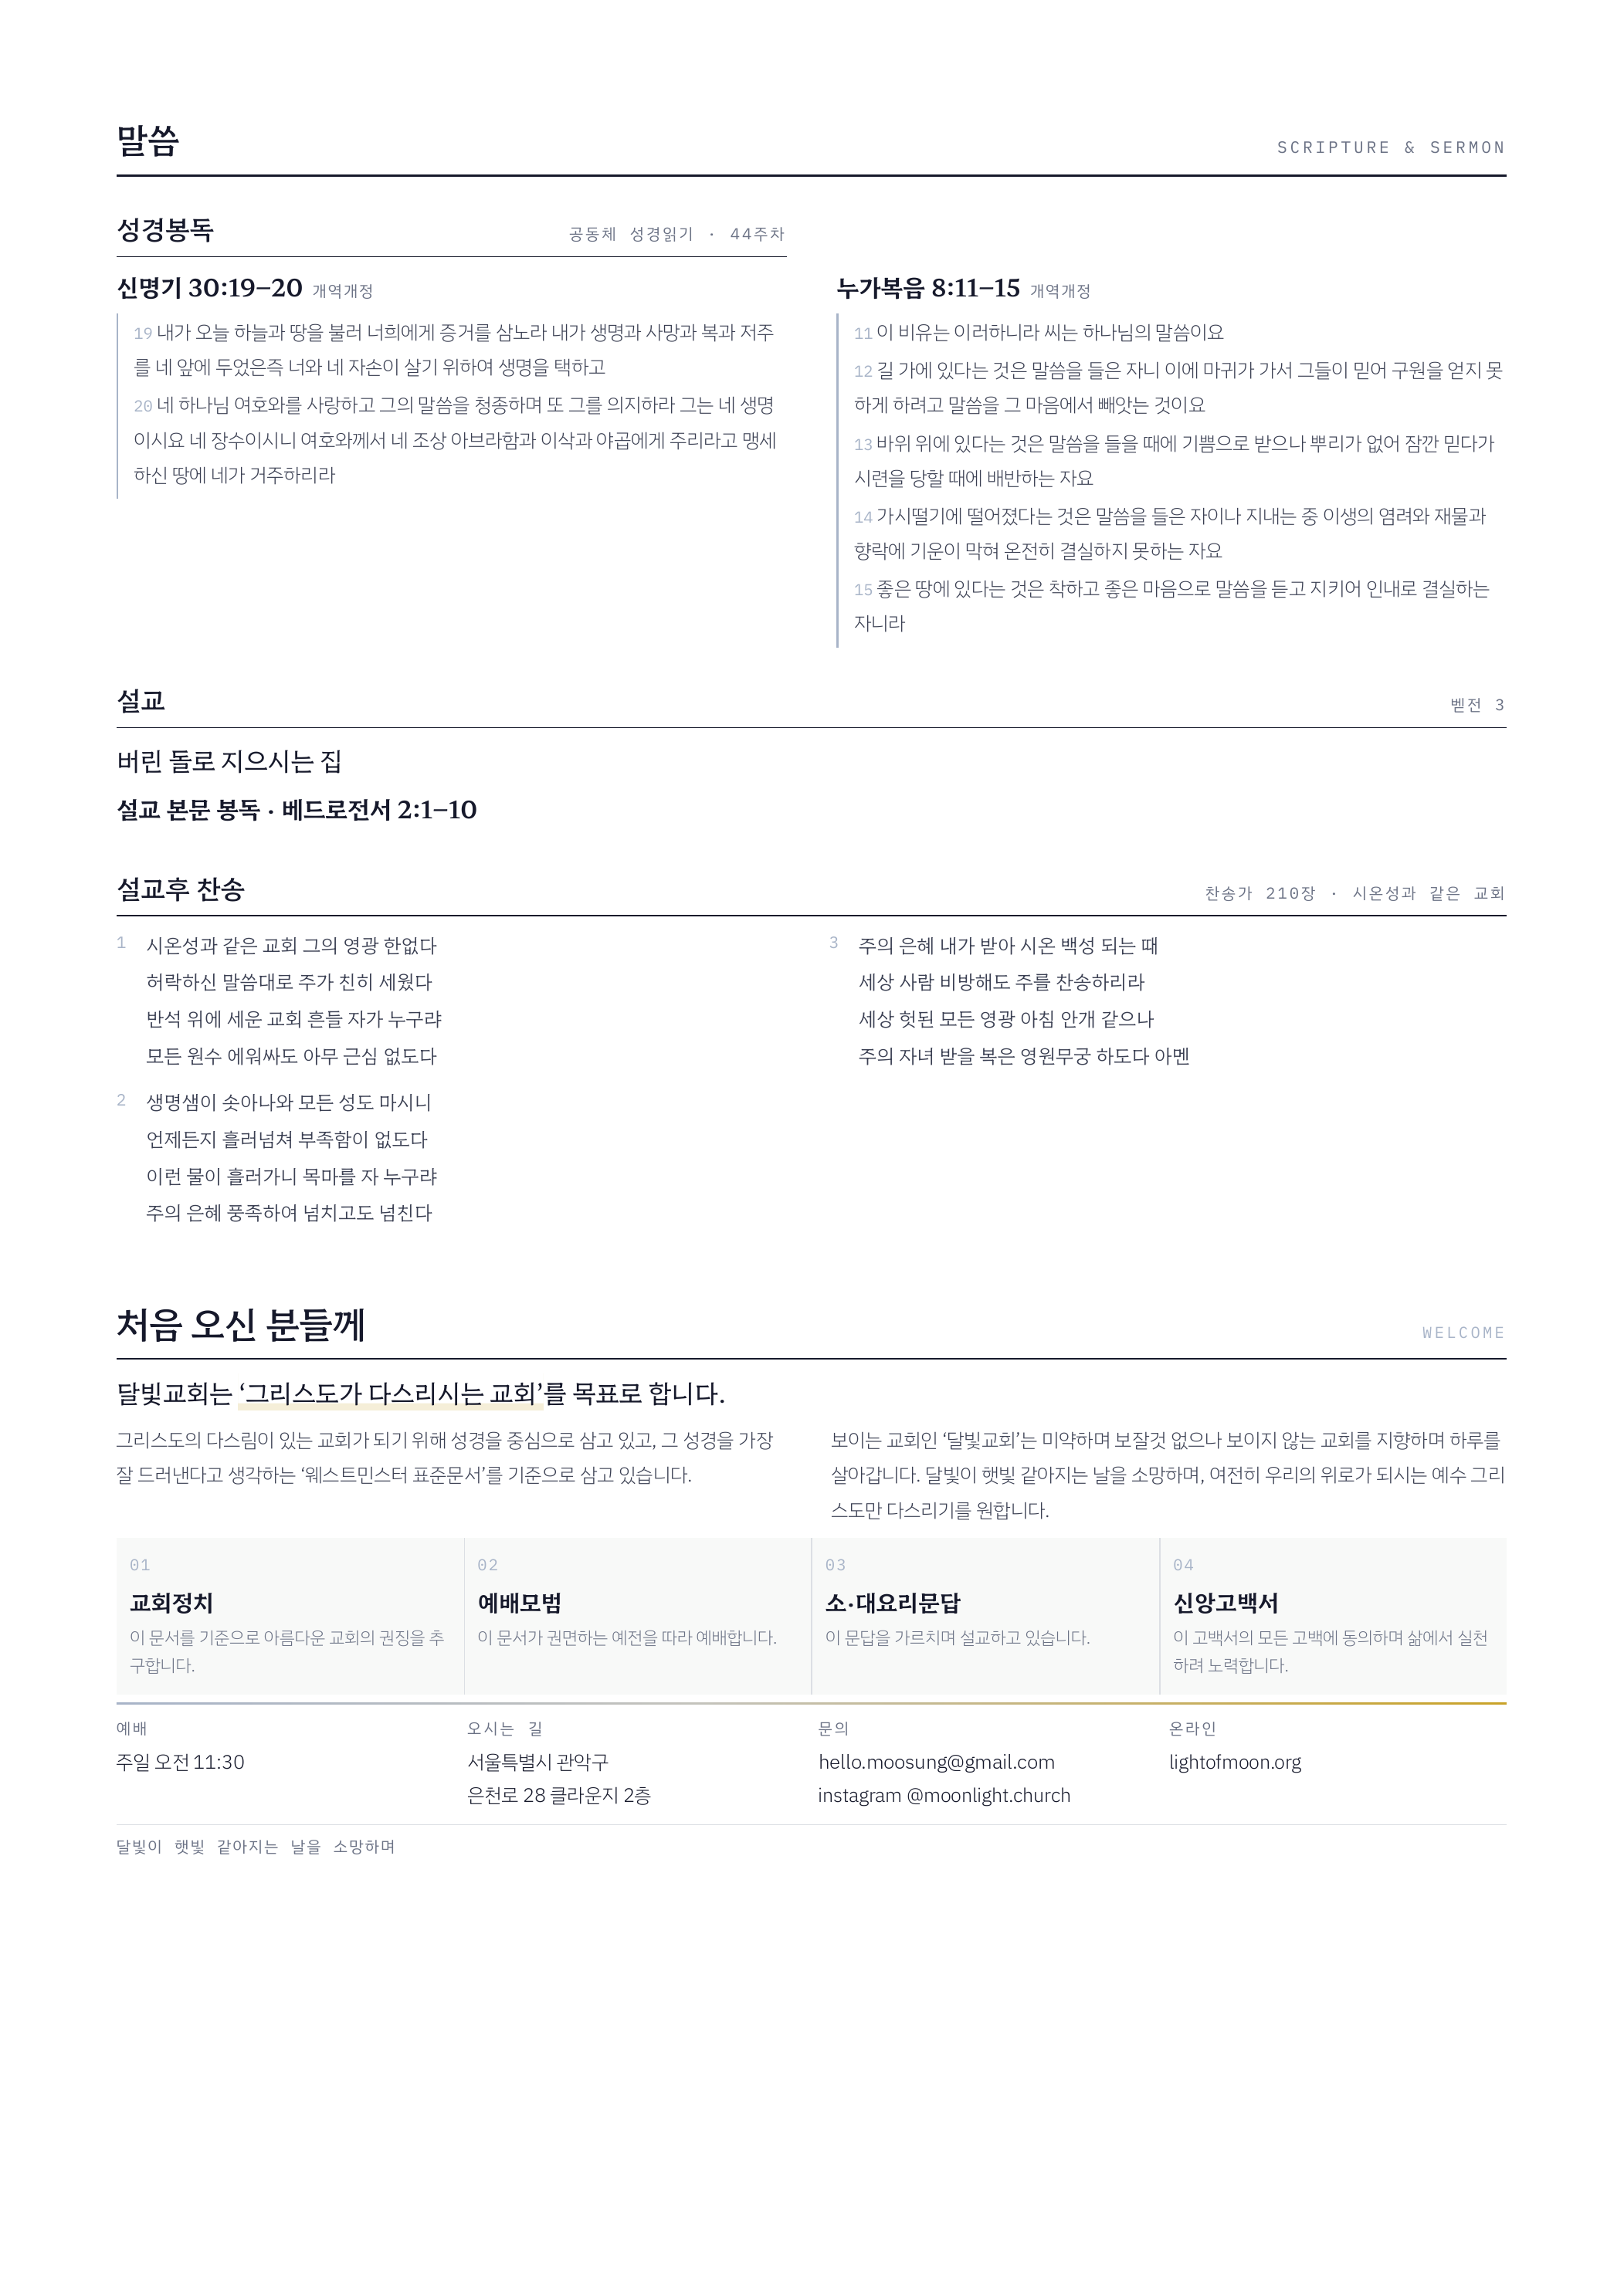 말씀
SCRIPTURE & SERMON
성경봉독
공동체 성경읽기 · 44주차
신명기 30:19–20 개역개정
19 내가 오늘 하늘과 땅을 불러 너희에게 증거를 삼노라 내가 생명과 사망과 복과 저주
를 네 앞에 두었은즉 너와 네 자손이 살기 위하여 생명을 택하고
20 네 하나님 여호와를 사랑하고 그의 말씀을 청종하며 또 그를 의지하라 그는 네 생명
이시요 네 장수이시니 여호와께서 네 조상 아브라함과 이삭과 야곱에게 주리라고 맹세
하신 땅에 네가 거주하리라
누가복음 8:11–15 개역개정
11 이 비유는 이러하니라 씨는 하나님의 말씀이요
12 길 가에 있다는 것은 말씀을 들은 자니 이에 마귀가 가서 그들이 믿어 구원을 얻지 못
하게 하려고 말씀을 그 마음에서 빼앗는 것이요
13 바위 위에 있다는 것은 말씀을 들을 때에 기쁨으로 받으나 뿌리가 없어 잠깐 믿다가
시련을 당할 때에 배반하는 자요
14 가시떨기에 떨어졌다는 것은 말씀을 들은 자이나 지내는 중 이생의 염려와 재물과
향락에 기운이 막혀 온전히 결실하지 못하는 자요
15 좋은 땅에 있다는 것은 착하고 좋은 마음으로 말씀을 듣고 지키어 인내로 결실하는
자니라
설교
벧전 3
버린 돌로 지으시는 집
설교 본문 봉독 · 베드로전서 2:1–10
설교후 찬송
찬송가 210장 · 시온성과 같은 교회
1 시온성과 같은 교회 그의 영광 한없다
허락하신 말씀대로 주가 친히 세웠다
반석 위에 세운 교회 흔들 자가 누구랴
모든 원수 에워싸도 아무 근심 없도다
2 생명샘이 솟아나와 모든 성도 마시니
언제든지 흘러넘쳐 부족함이 없도다
이런 물이 흘러가니 목마를 자 누구랴
주의 은혜 풍족하여 넘치고도 넘친다
3 주의 은혜 내가 받아 시온 백성 되는 때
세상 사람 비방해도 주를 찬송하리라
세상 헛된 모든 영광 아침 안개 같으나
주의 자녀 받을 복은 영원무궁 하도다 아멘
처음 오신 분들께
WELCOME
달빛교회는 ‘그리스도가 다스리시는 교회’를 목표로 합니다.
그리스도의 다스림이 있는 교회가 되기 위해 성경을 중심으로 삼고 있고, 그 성경을 가장
잘 드러낸다고 생각하는 ‘웨스트민스터 표준문서’를 기준으로 삼고 있습니다.
보이는 교회인 ‘달빛교회’는 미약하며 보잘것 없으나 보이지 않는 교회를 지향하며 하루를
살아갑니다. 달빛이 햇빛 같아지는 날을 소망하며, 여전히 우리의 위로가 되시는 예수 그리
스도만 다스리기를 원합니다.
01
교회정치
이 문서를 기준으로 아름다운 교회의 권징을 추
구합니다.
02
예배모범
이 문서가 권면하는 예전을 따라 예배합니다.
03
소·대요리문답
이 문답을 가르치며 설교하고 있습니다.
04
신앙고백서
이 고백서의 모든 고백에 동의하며 삶에서 실천
하려 노력합니다.
예배
주일 오전 11:30
오시는 길
서울특별시 관악구
은천로 28 클라운지 2층
문의
hello.moosung@gmail.com
instagram @moonlight.church
온라인
lightofmoon.org
달빛이 햇빛 같아지는 날을 소망하며